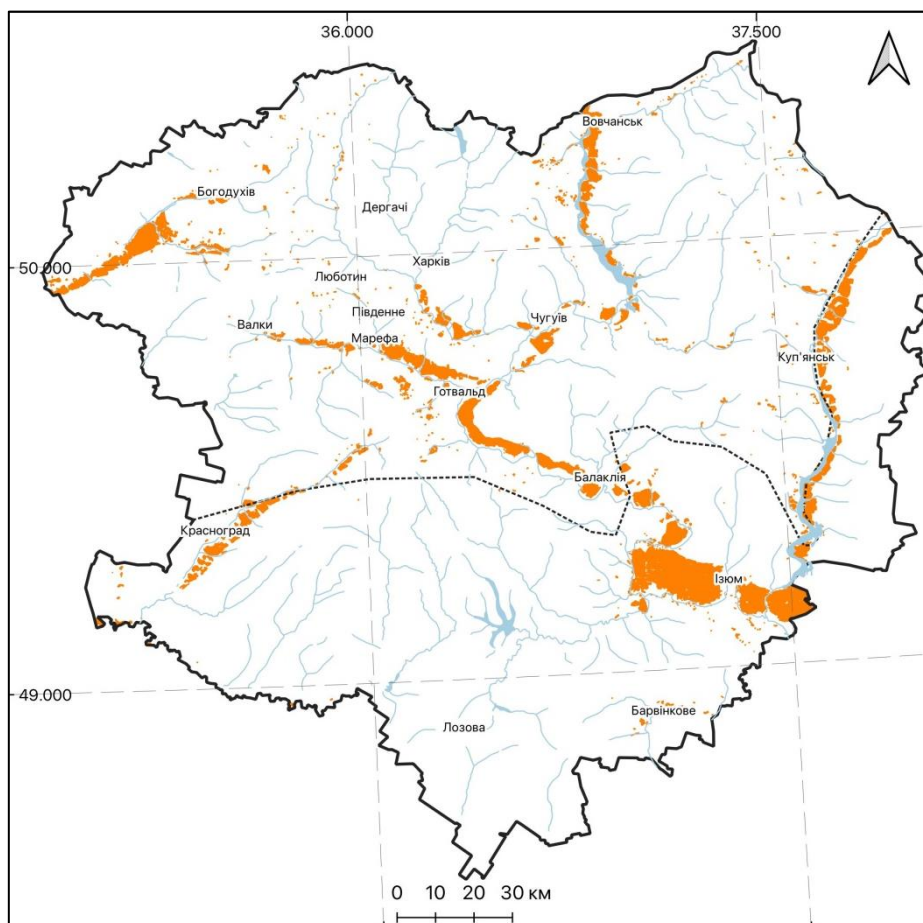 36.000
37.500
Вовчанськ
Богодухів
Дергачі
50.000
Харків
Люботин
Південне
Чугуїв
Валки
Марефа
Куп'янськ
Готвальд
Балаклія
Красноград
Ізюм
49.000
Барвінкове
Лозова
0 10 20 30 км